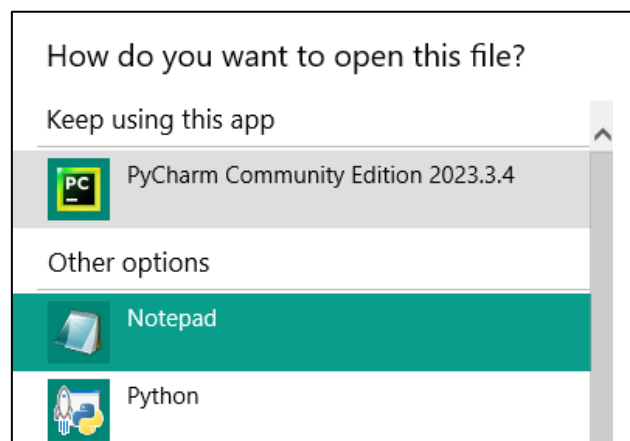 How do you want to open this file?
Keep using this app
PC
PyCharm Community Edition 2023.3.4
Other options
Notepad
Python